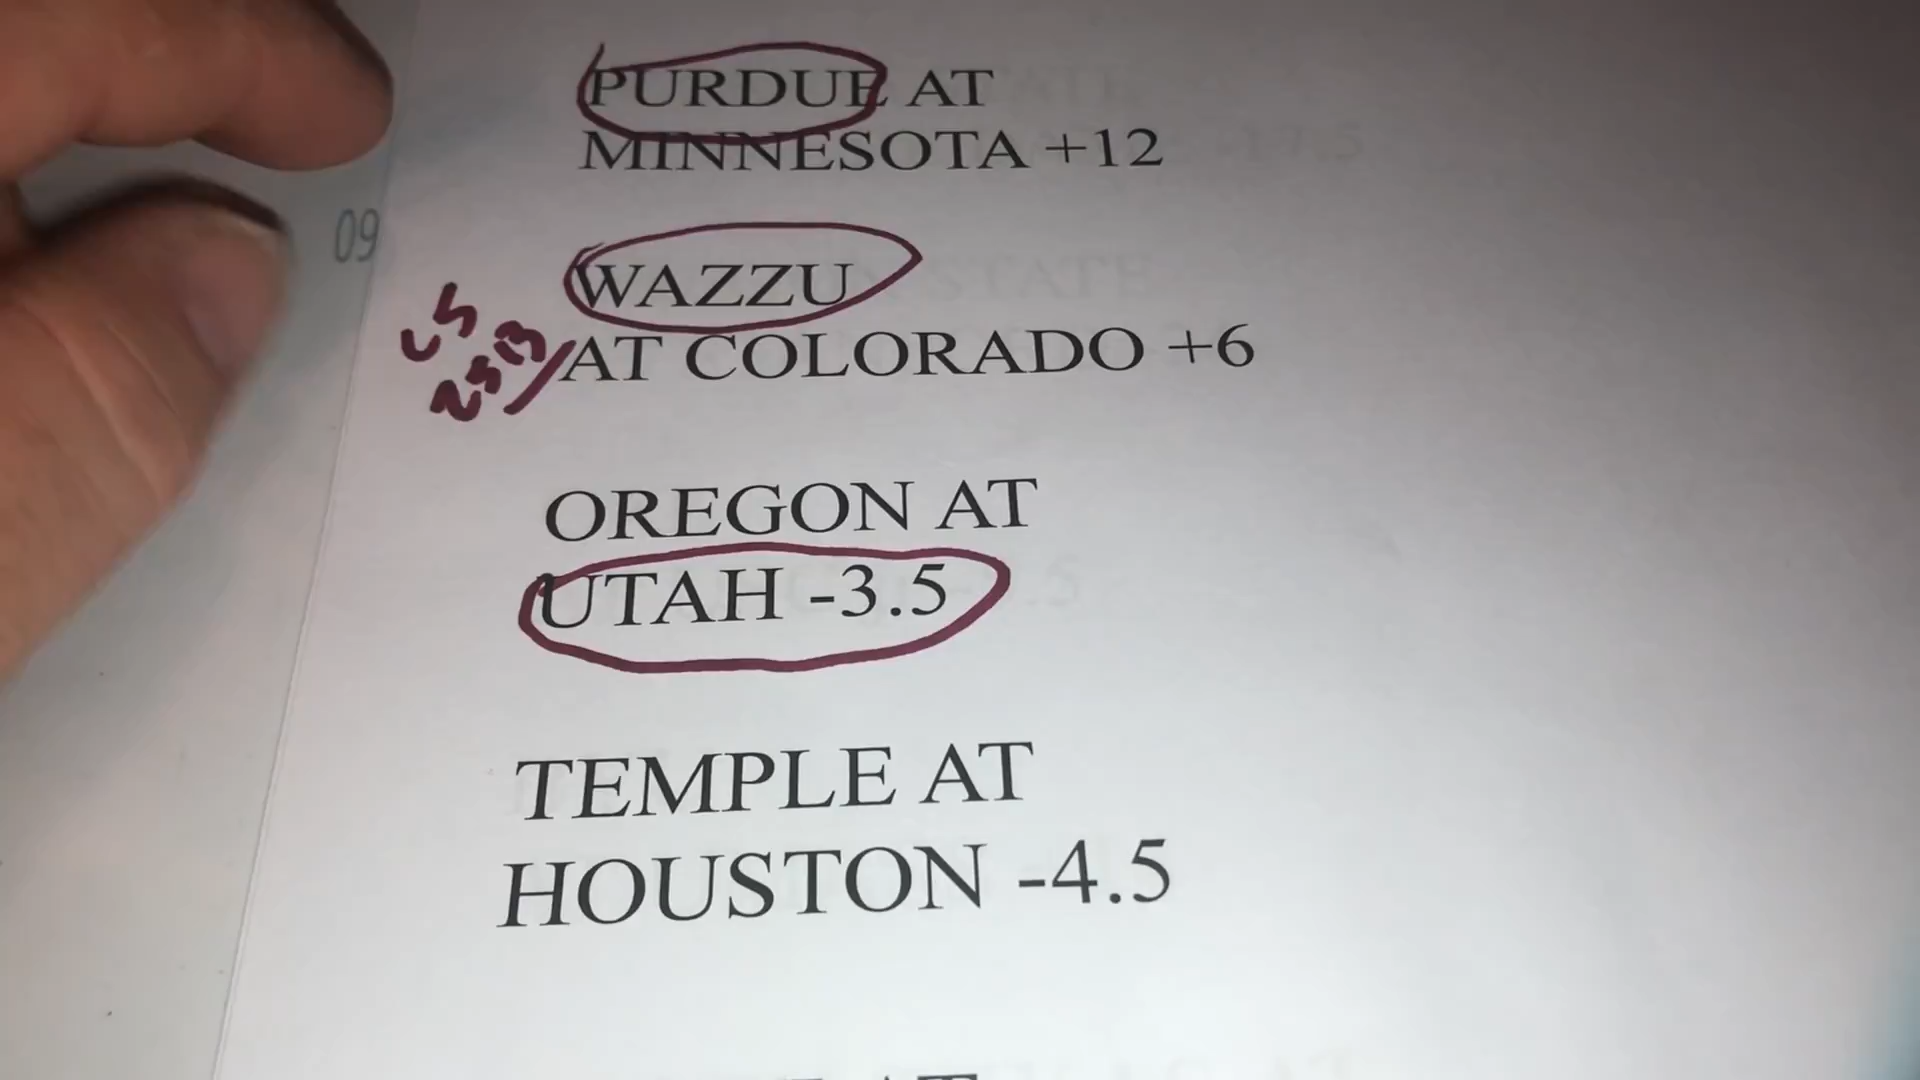 PURDUE AT
MINNESOTA +12
09
WAZZU
AT COLORADO +6
OREGON AT
UTAH -3.5
TEMPLE AT
HOUSTON -4.5